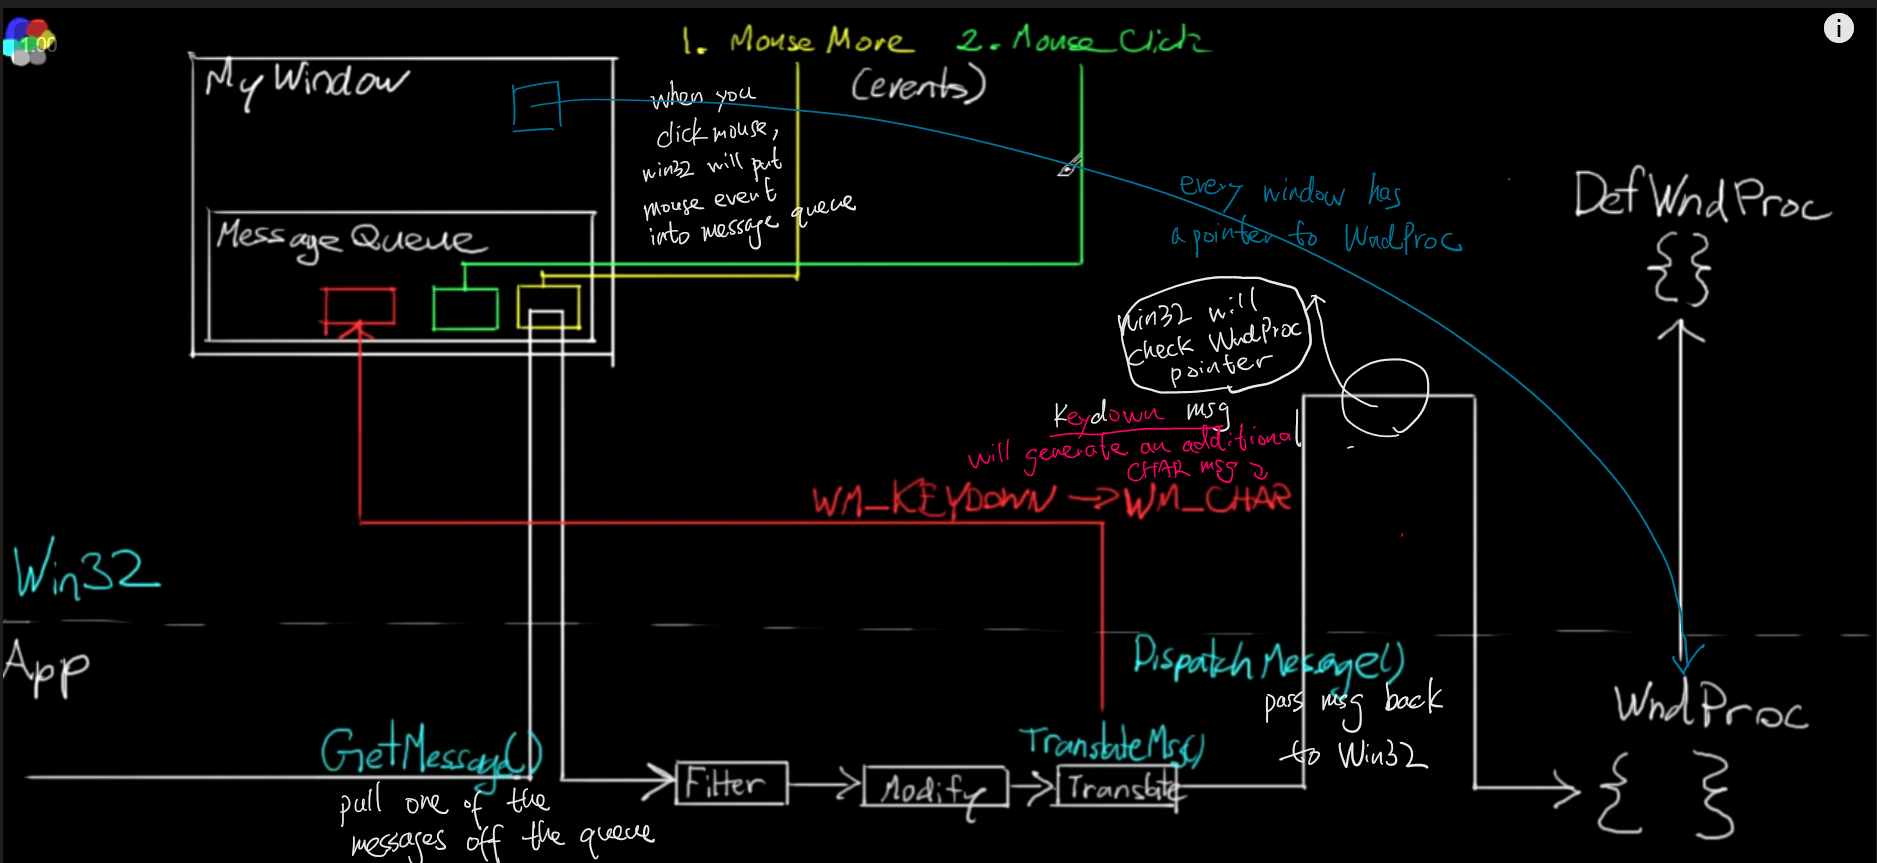 1.00
1. Mouse Move 2. Mouse Click
(events)
My Window
when you
click mouse,
win32 will put
mouse event
into message queue
every window has
a pointer to WndProc
DefWndProc
{ }
Message Queue
win32 will
check WndProc
pointer
Keydown msg
will generate an additional
CHAR msg
WM_KEYDOWN → WM_CHAR
Win32
App
DispatchMessage()
pass msg back
to Win32
WndProc
{ }
GetMessage()
pull one of the
messages off the queue
Filter
Modify
TranslateMsg()
Translate
i